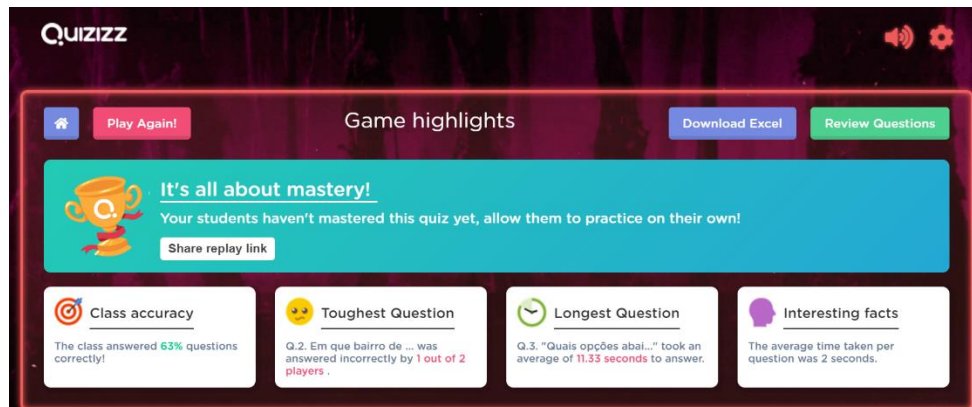 Quizizz
Play Again!
Game highlights
Download Excel
Review Questions
It's all about mastery!
Your students haven't mastered this quiz yet, allow them to practice on their own!
Share replay link
Class accuracy
The class answered 63% questions
correctly!
Toughest Question
Q.2. Em que bairro de ... was
answered incorrectly by 1 out of 2
players .
Longest Question
Q.3. "Quais opções abai..." took an
average of 11.33 seconds to answer.
Interesting facts
The average time taken per
question was 2 seconds.